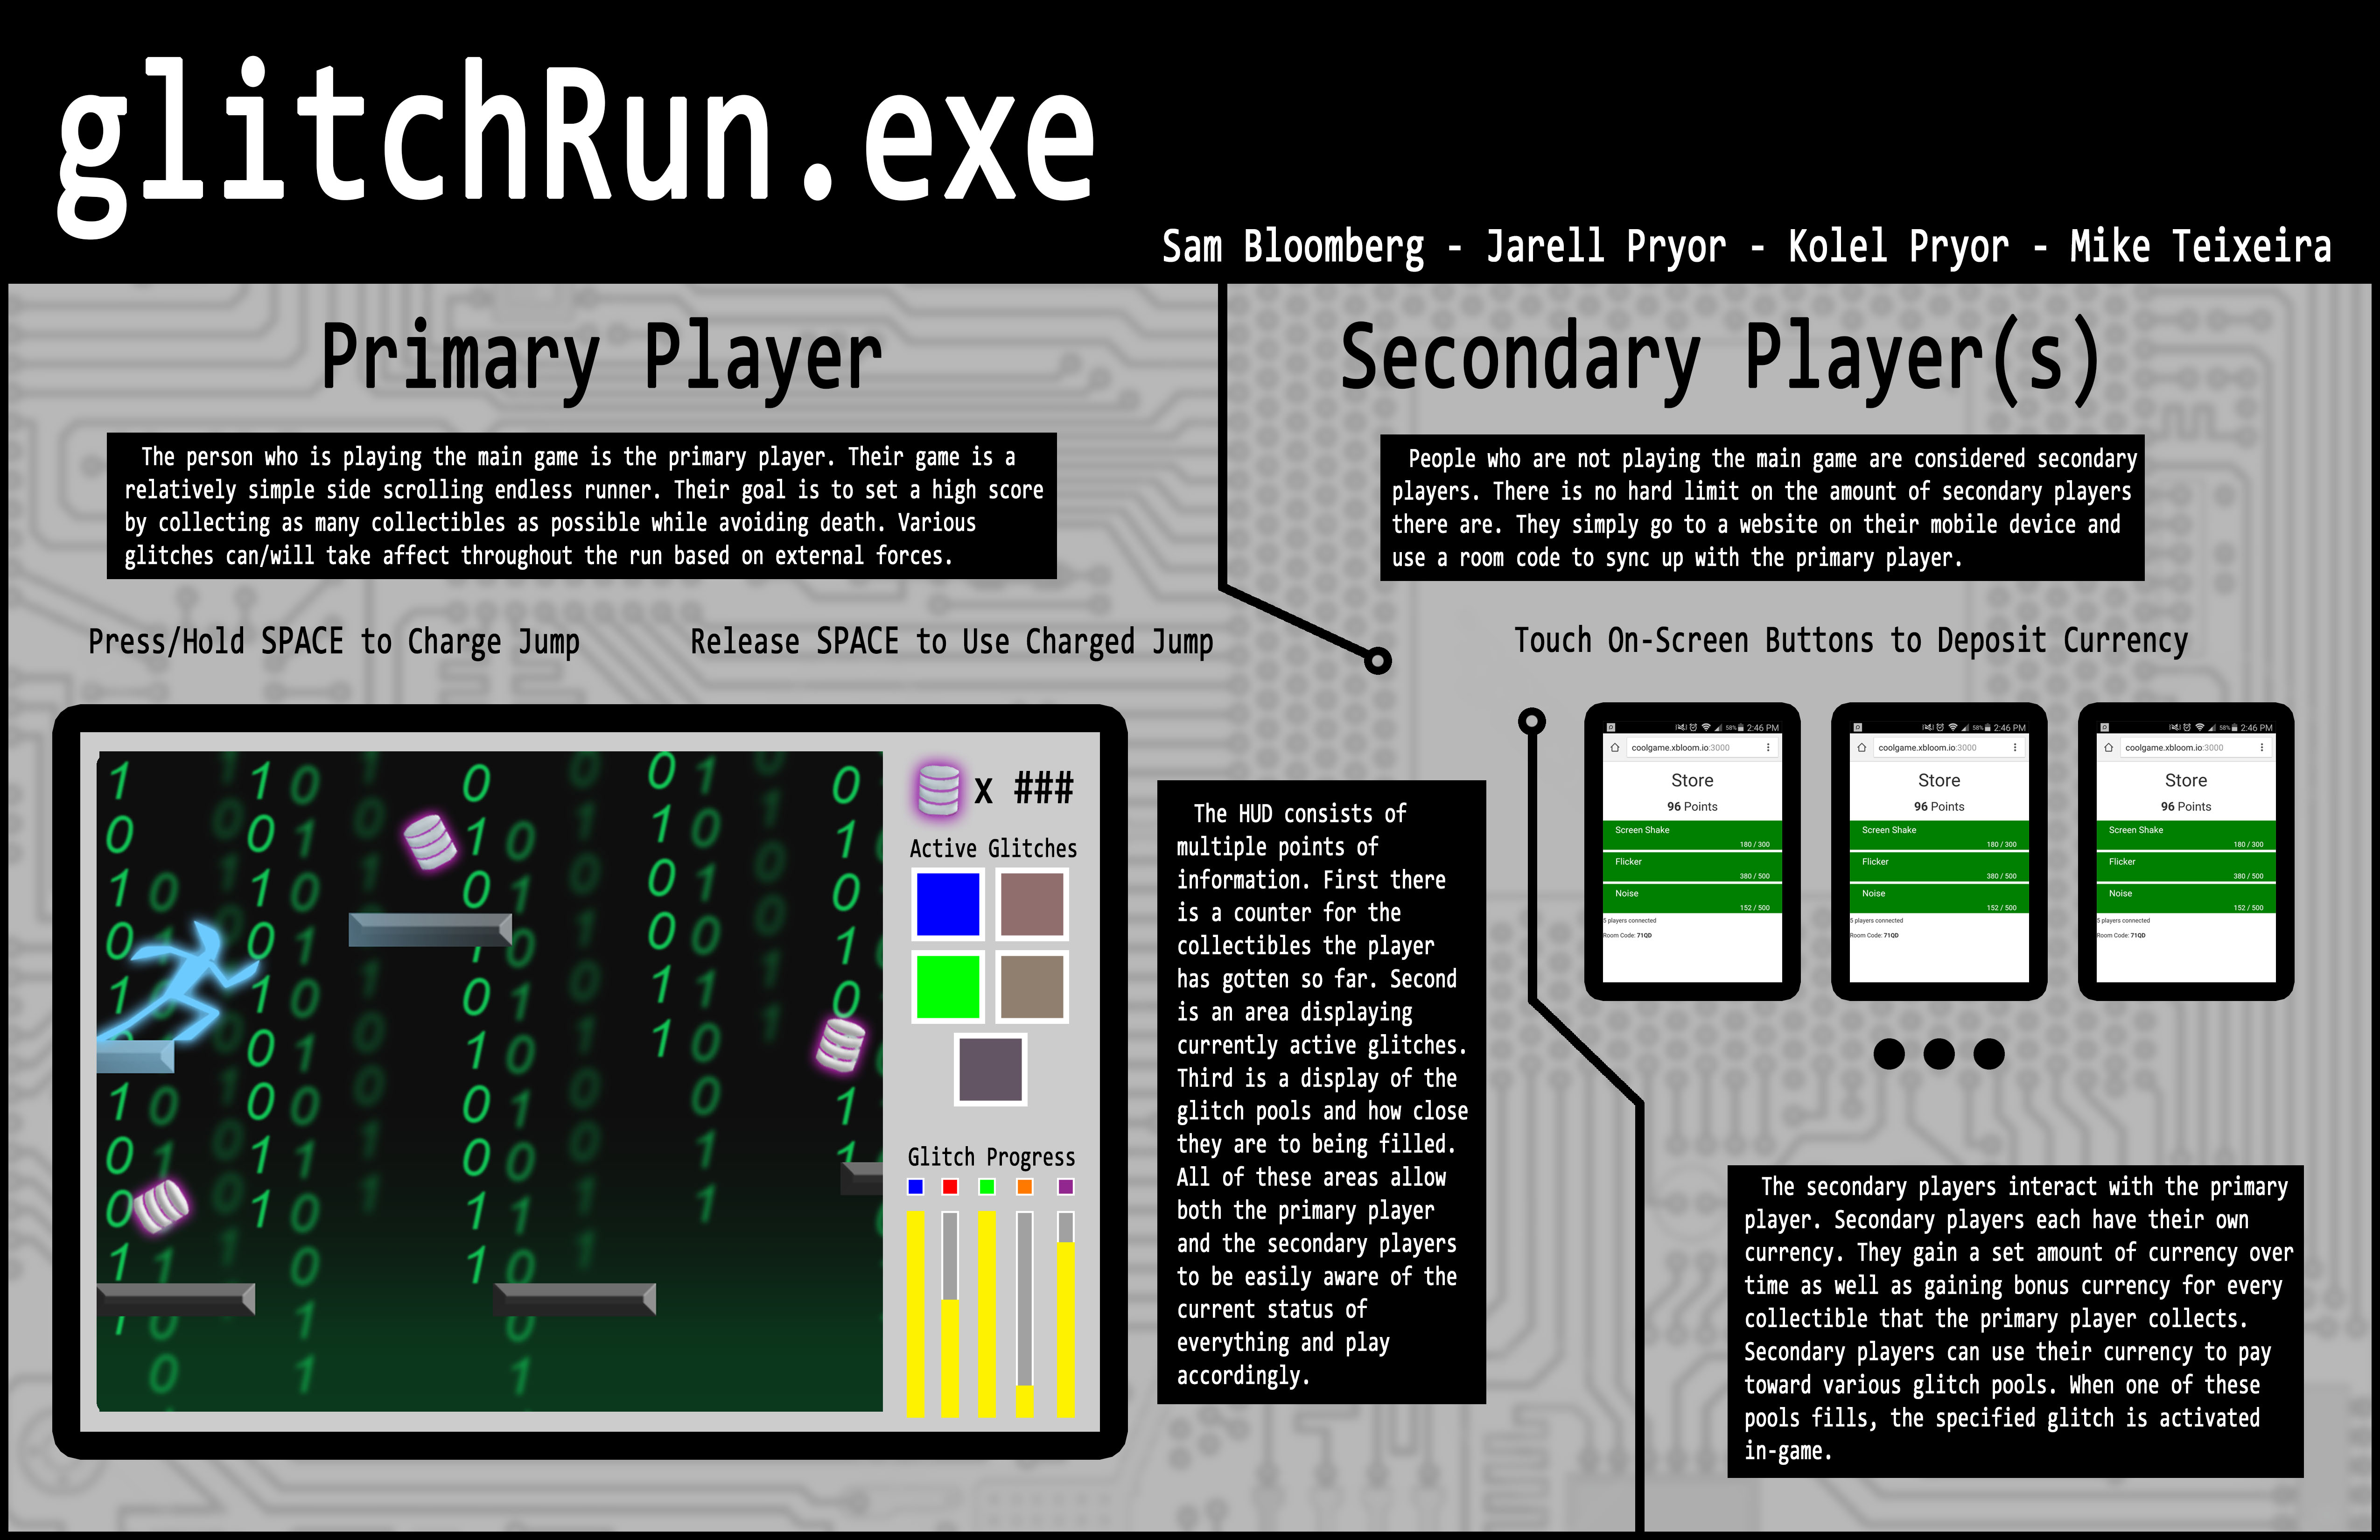 glitchRun.exe
Sam Bloomberg - Jarell Pryor - Kolel Pryor - Mike Teixeira
Primary Player
The person who is playing the main game is the primary player. Their game is a
relatively simple side scrolling endless runner. Their goal is to set a high score
by collecting as many collectibles as possible while avoiding death. Various
glitches can/will take affect throughout the run based on external forces.
Press/Hold SPACE to Charge Jump
Release SPACE to Use Charged Jump
x ###
Active Glitches
Glitch Progress
The HUD consists of
multiple points of
information. First there
is a counter for the
collectibles the player
has gotten so far. Second
is an area displaying
currently active glitches.
Third is a display of the
glitch pools and how close
they are to being filled.
All of these areas allow
both the primary player
and the secondary players
to be easily aware of the
current status of
everything and play
accordingly.
Secondary Player(s)
People who are not playing the main game are considered secondary
players. There is no hard limit on the amount of secondary players
there are. They simply go to a website on their mobile device and
use a room code to sync up with the primary player.
Touch On-Screen Buttons to Deposit Currency
58% 2:46 PM
coolgame.xbloom.io:3000
Store
96 Points
Screen Shake
180 / 300
Flicker
380 / 500
Noise
152 / 500
5 players connected
Room Code: 71QD
58% 2:46 PM
coolgame.xbloom.io:3000
Store
96 Points
Screen Shake
180 / 300
Flicker
380 / 500
Noise
152 / 500
5 players connected
Room Code: 71QD
58% 2:46 PM
coolgame.xbloom.io:3000
Store
96 Points
Screen Shake
180 / 300
Flicker
380 / 500
Noise
152 / 500
5 players connected
Room Code: 71QD
The secondary players interact with the primary
player. Secondary players each have their own
currency. They gain a set amount of currency over
time as well as gaining bonus currency for every
collectible that the primary player collects.
Secondary players can use their currency to pay
toward various glitch pools. When one of these
pools fills, the specified glitch is activated
in-game.